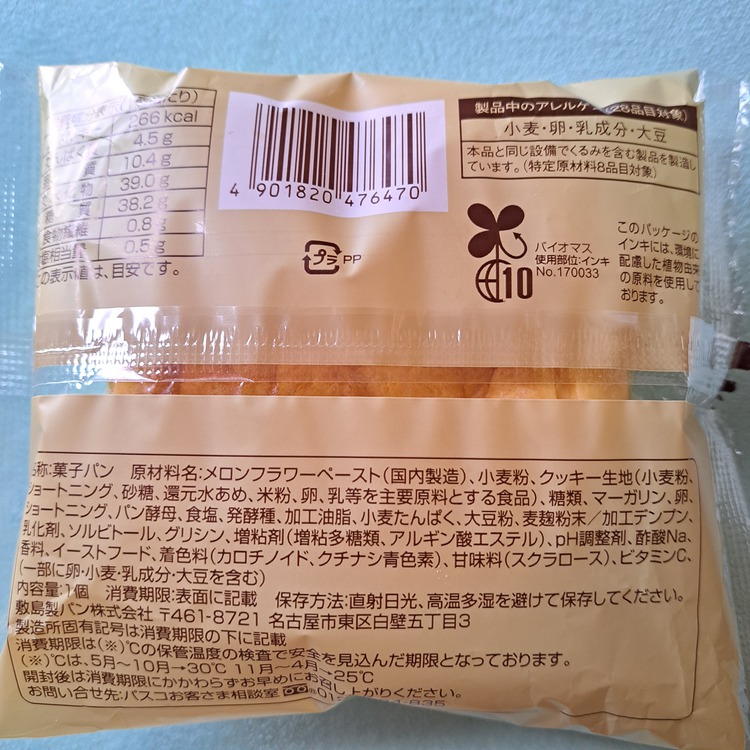 266 kcal
4.5 g
質 10.4 g
物 39.0 g
質 38.2 g
食物繊維 0.8 g
相当量 0.5 g
の表示値は、目安です。
4 901820 476470
プラ PP
製品中のアレルゲン(28品目対象)
小麦・卵・乳成分・大豆
本品と同じ設備でくるみを含む製品を製造し
ています。(特定原材料8品目対象)
バイオマス
使用部位:インキ
No.170033
10
このパッケージの
インキには、環境に
配慮した植物由来
の原料を使用して
おります。
名称:菓子パン 原材料名:メロンフラワーペースト(国内製造)、小麦粉、クッキー生地(小麦粉、
ショートニング、砂糖、還元水あめ、米粉、卵、乳等を主要原料とする食品)、糖類、マーガリン、卵、
ショートニング、パン酵母、食塩、発酵種、加工油脂、小麦たんぱく、大豆粉、麦麹粉末/加工デンプン、
乳化剤、ソルビトール、グリシン、増粘剤(増粘多糖類、アルギン酸エステル)、pH調整剤、酢酸Na、
香料、イーストフード、着色料(カロチノイド、クチナシ青色素)、甘味料(スクラロース)、ビタミンC、
(一部に卵・小麦・乳成分・大豆を含む)
内容量:1個 消費期限:表面に記載 保存方法:直射日光、高温多湿を避けて保存してください。
敷島製パン株式会社 〒461-8721 名古屋市東区白壁五丁目3
製造所固有記号は消費期限の下に記載
消費期限は(※)℃の保管温度の検査で安全を見込んだ期限となっております。
(※)℃は、5月~10月→30℃ 11月~4月→25℃
開封後は消費期限にかかわらずお早めにお召し上がりください。
お問い合せ先:パスコお客さま相談室